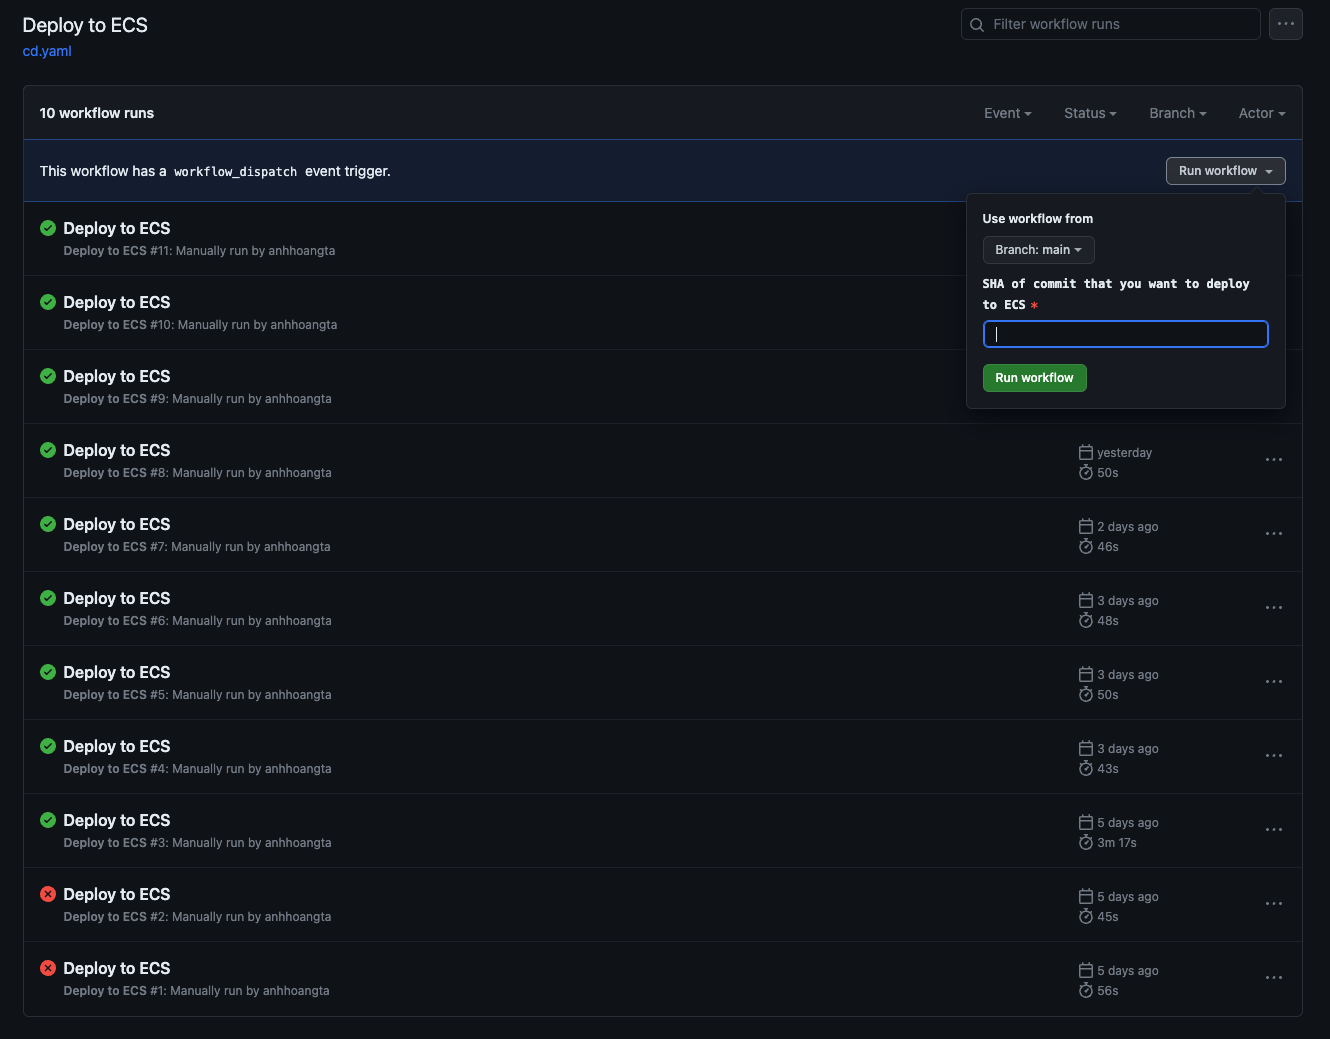 Deploy to ECS
Filter workflow runs
cd.yaml
10 workflow runs
Event
Status
Branch
Actor
This workflow has a workflow_dispatch event trigger.
Run workflow
Use workflow from
Branch: main
SHA of commit that you want to deploy
to ECS *
Run workflow
Deploy to ECS
Deploy to ECS #11: Manually run by anhhoangta
Deploy to ECS
Deploy to ECS #10: Manually run by anhhoangta
Deploy to ECS
Deploy to ECS #9: Manually run by anhhoangta
Deploy to ECS
Deploy to ECS #8: Manually run by anhhoangta
yesterday
50s
Deploy to ECS
Deploy to ECS #7: Manually run by anhhoangta
2 days ago
46s
Deploy to ECS
Deploy to ECS #6: Manually run by anhhoangta
3 days ago
48s
Deploy to ECS
Deploy to ECS #5: Manually run by anhhoangta
3 days ago
50s
Deploy to ECS
Deploy to ECS #4: Manually run by anhhoangta
3 days ago
43s
Deploy to ECS
Deploy to ECS #3: Manually run by anhhoangta
5 days ago
3m 17s
Deploy to ECS
Deploy to ECS #2: Manually run by anhhoangta
5 days ago
45s
Deploy to ECS
Deploy to ECS #1: Manually run by anhhoangta
5 days ago
56s